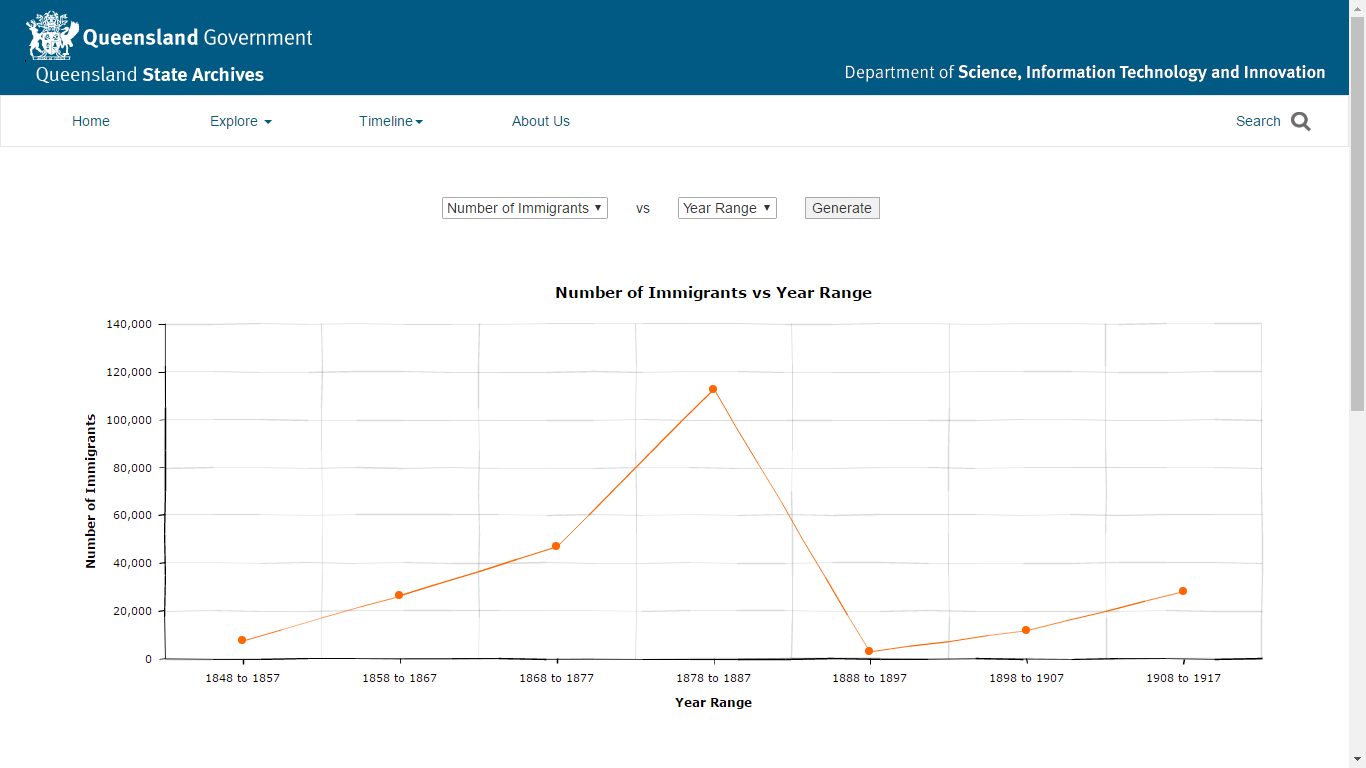 Queensland Government
Queensland State Archives
Department of Science, Information Technology and Innovation
Home Explore Timeline About Us Search
Number of Immigrants vs Year Range Generate
Number of Immigrants vs Year Range
140,000
120,000
100,000
80,000
60,000
40,000
20,000
0
Number of Immigrants
1848 to 1857 1858 to 1867 1868 to 1877 1878 to 1887 1888 to 1897 1898 to 1907 1908 to 1917
Year Range